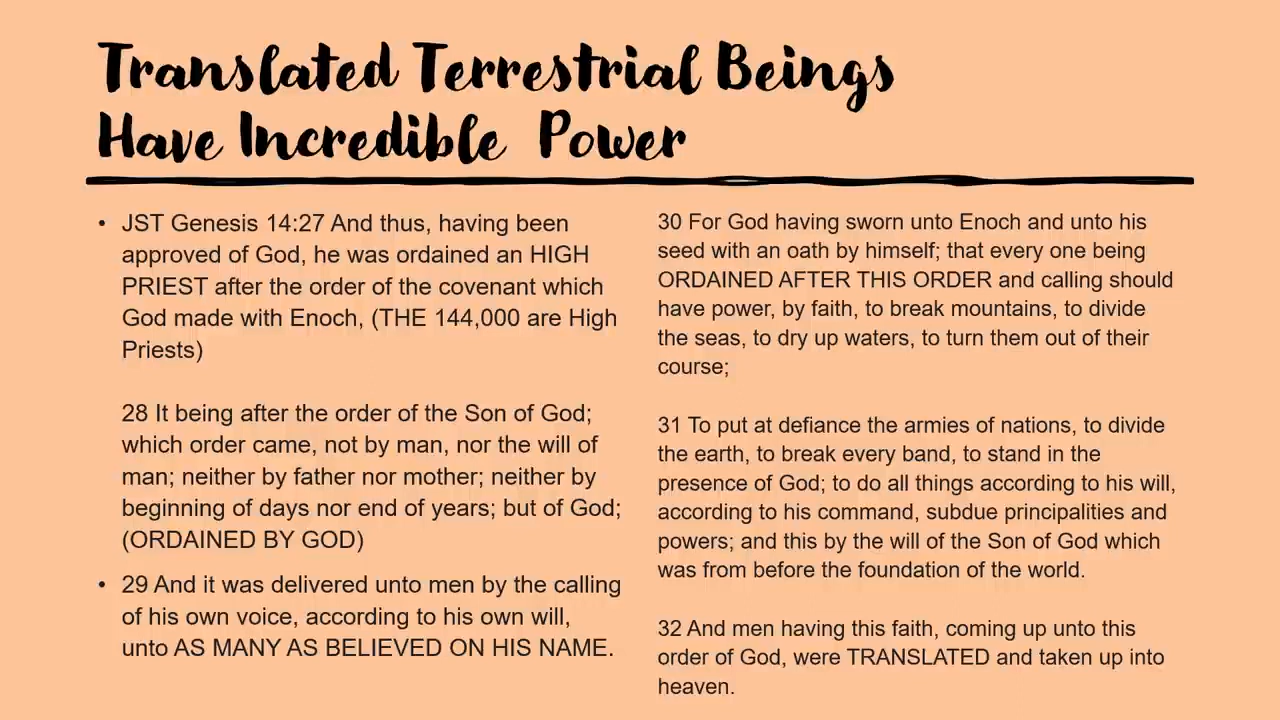 Translated Terrestrial Beings
Have Incredible Power
• JST Genesis 14:27 And thus, having been
approved of God, he was ordained an HIGH
PRIEST after the order of the covenant which
God made with Enoch, (THE 144,000 are High
Priests)
28 It being after the order of the Son of God;
which order came, not by man, nor the will of
man; neither by father nor mother; neither by
beginning of days nor end of years; but of God;
(ORDAINED BY GOD)
• 29 And it was delivered unto men by the calling
of his own voice, according to his own will,
unto AS MANY AS BELIEVED ON HIS NAME.
30 For God having sworn unto Enoch and unto his
seed with an oath by himself; that every one being
ORDAINED AFTER THIS ORDER and calling should
have power, by faith, to break mountains, to divide
the seas, to dry up waters, to turn them out of their
course;
31 To put at defiance the armies of nations, to divide
the earth, to break every band, to stand in the
presence of God; to do all things according to his will,
according to his command, subdue principalities and
powers; and this by the will of the Son of God which
was from before the foundation of the world.
32 And men having this faith, coming up unto this
order of God, were TRANSLATED and taken up into
heaven.